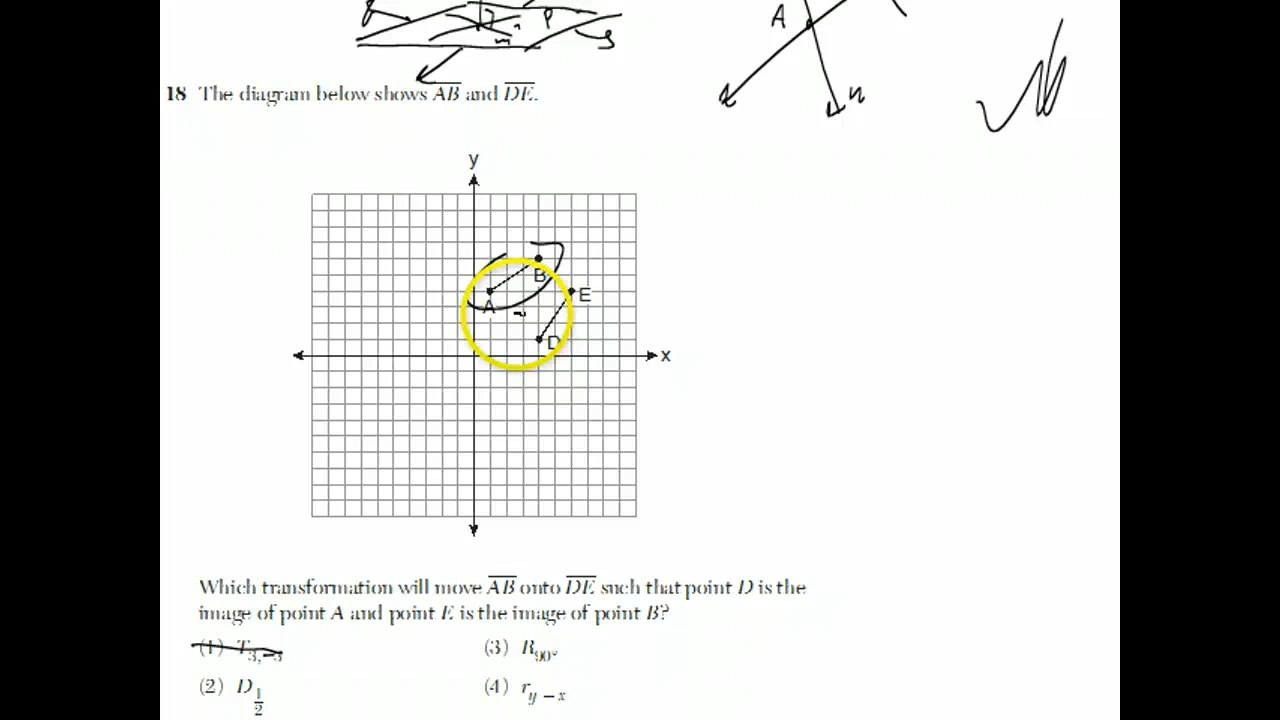 P
S
m
A
n
18 The diagram below shows AB and DE.
y
B
A
E
D
x
Which transformation will move AB onto DE such that point D is the
image of point A and point E is the image of point B?
(1) T3,−3 (3) R90°
(2) D1/2 (4) ry = x